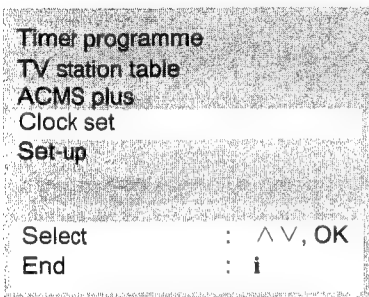 Timer programme
TV station table
ACMS plus
Clock set
Set-up
Select : ∧ ∨, OK
End : i